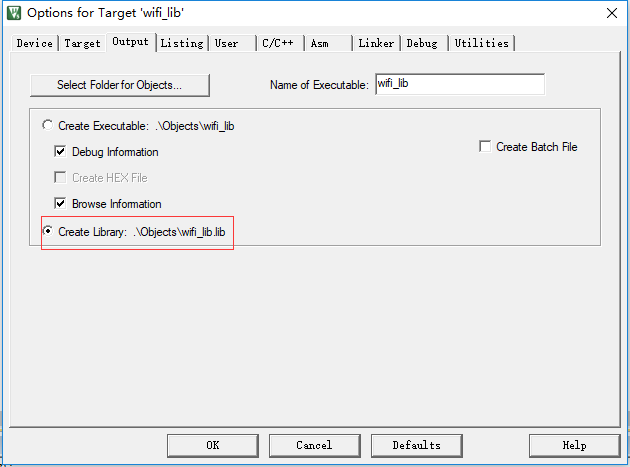 Options for Target 'wifi_lib'
Device Target Output Listing User C/C++ Asm Linker Debug Utilities
Select Folder for Objects... Name of Executable: wifi_lib
Create Executable: .\Objects\wifi_lib
Debug Information Create Batch File
Create HEX File
Browse Information
Create Library: .\Objects\wifi_lib.lib
OK Cancel Defaults Help